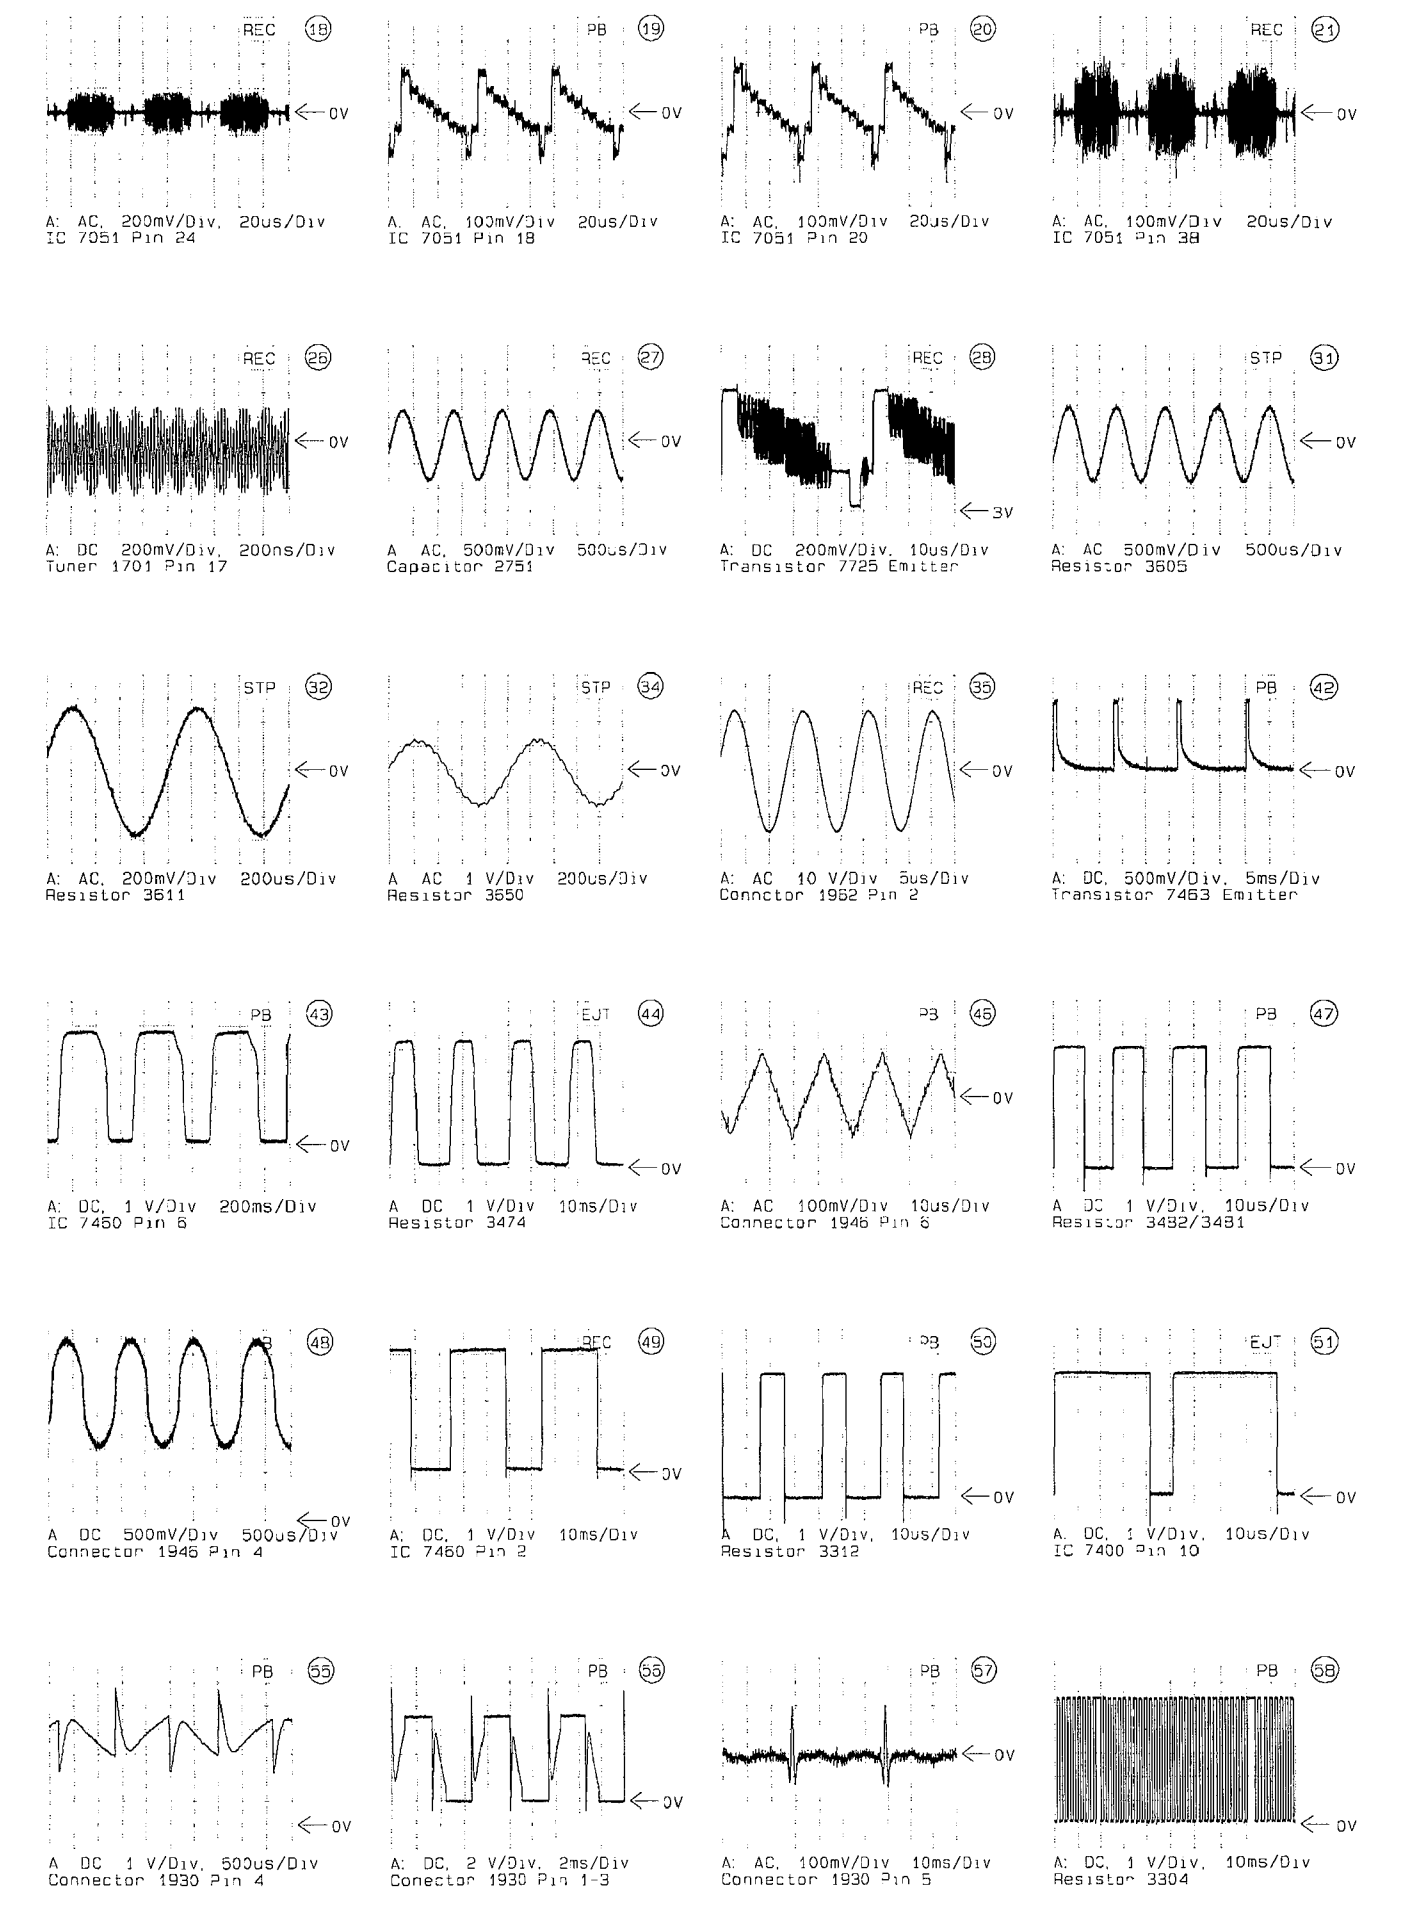 REC 18
0V
A: AC, 200mV/Div, 20us/Div
IC 7051 Pin 24
PB 19
0V
A. AC, 100mV/Div 20us/Div
IC 7051 Pin 18
PB 20
0V
A: AC, 100mV/Div 20us/Div
IC 7051 Pin 20
REC 21
0V
A: AC, 100mV/Div 20us/Div
IC 7051 Pin 38
REC 26
0V
A: DC 200mV/Div, 200ns/Div
Tuner 1701 Pin 17
REC 27
0V
A AC, 500mV/Div 500us/Div
Capacitor 2751
REC 28
3V
A: DC 200mV/Div, 10us/Div
Transistor 7725 Emitter
STP 31
0V
A: AC 500mV/Div 500us/Div
Resistor 3605
STP 32
0V
A: AC, 200mV/Div 200us/Div
Resistor 3611
STP 34
0V
A AC 1 V/Div 200us/Div
Resistor 3650
REC 35
0V
A: AC 10 V/Div 5us/Div
Connctor 1962 Pin 2
PB 42
0V
A: DC, 500mV/Div, 5ms/Div
Transistor 7463 Emitter
PB 43
0V
A: DC, 1 V/Div 200ms/Div
IC 7460 Pin 6
EJT 44
0V
A DC 1 V/Div 10ms/Div
Resistor 3474
PB 46
0V
A: AC 100mV/Div 10us/Div
Connector 1946 Pin 6
PB 47
0V
A DC 1 V/Div, 10us/Div
Resistor 3482/3481
48
0V
A DC 500mV/Div 500us/Div
Connector 1946 Pin 4
REC 49
0V
A; DC, 1 V/Div 10ms/Div
IC 7460 Pin 2
PB 50
0V
A DC, 1 V/Div, 10us/Div
Resistor 3312
EJT 51
0V
A. DC, 1 V/Div, 10us/Div
IC 7400 Pin 10
PB 55
0V
A DC 1 V/Div, 500us/Div
Connector 1930 Pin 4
PB 56
0V
A: DC, 2 V/Div, 2ms/Div
Conector 1930 Pin 1-3
PB 57
0V
A: AC, 100mV/Div 10ms/Div
Connector 1930 Pin 5
PB 58
0V
A: DC, 1 V/Div, 10ms/Div
Resistor 3304